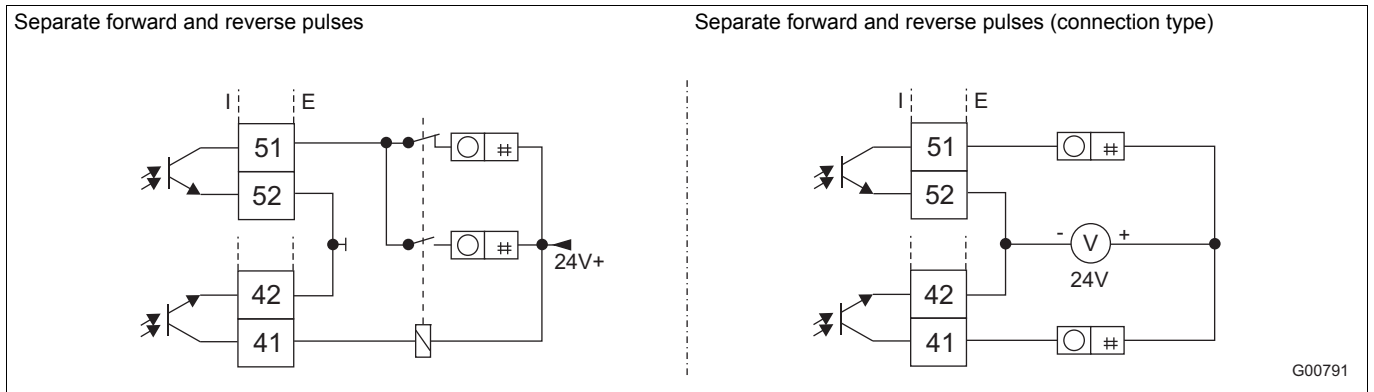 Separate forward and reverse pulses
I E
51
52
42
41
24V+
Separate forward and reverse pulses (connection type)
I E
51
52
- V +
24V
42
41
G00791